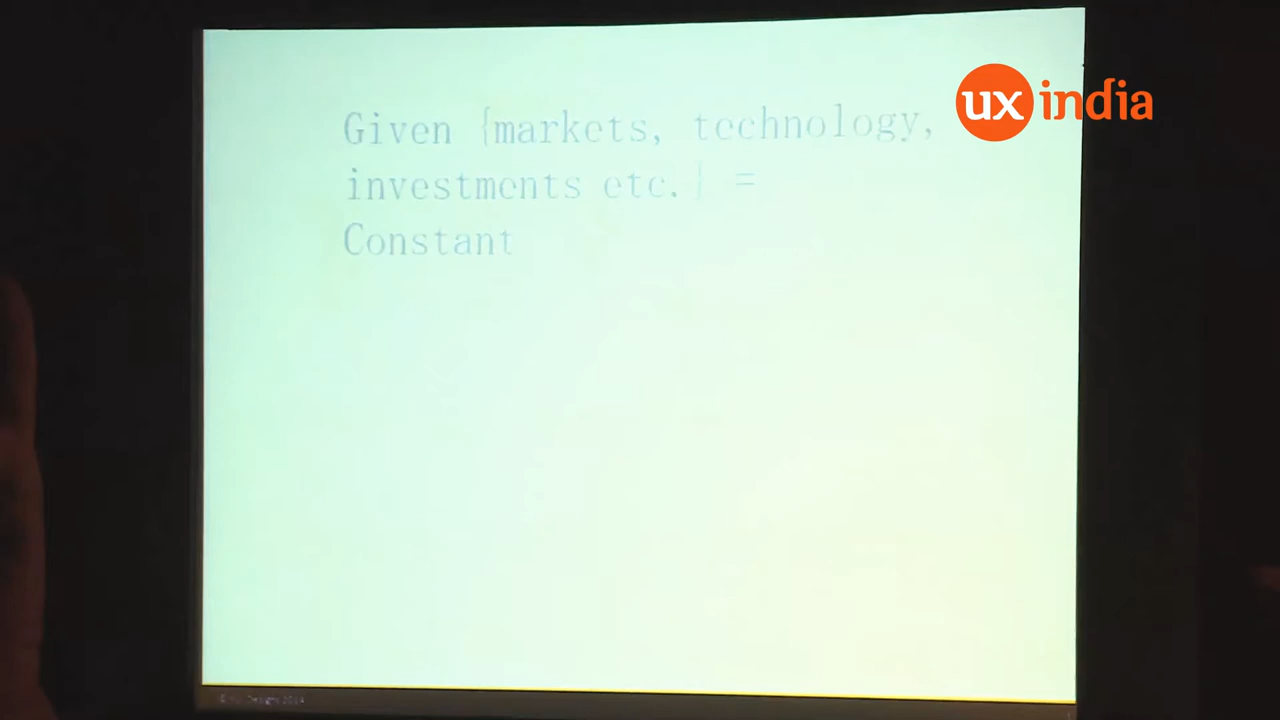 Given {markets, technology,
investments etc.} =
Constant
ux india